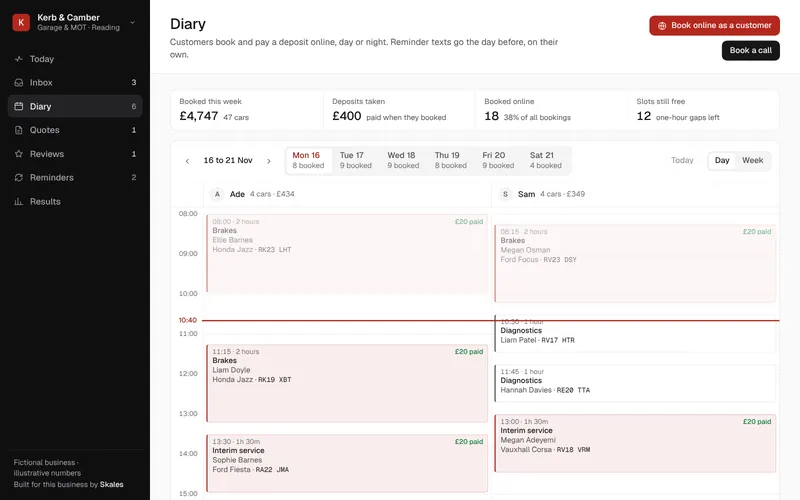 K
Kerb & Camber
Garage & MOT · Reading
Today
Inbox 3
Diary 6
Quotes 1
Reviews 1
Reminders 2
Results
Fictional business ·
illustrative numbers
Built for this business by Skales
Diary
Customers book and pay a deposit online, day or night. Reminder texts go the day before, on their
own.
Book online as a customer
Book a call
Booked this week
£4,747 47 cars
Deposits taken
£400 paid when they booked
Booked online
18 38% of all bookings
Slots still free
12 one-hour gaps left
16 to 21 Nov
Mon 16
8 booked
Tue 17
9 booked
Wed 18
9 booked
Thu 19
8 booked
Fri 20
9 booked
Sat 21
4 booked
Today
Day
Week
A Ade 4 cars · £434
S Sam 4 cars · £349
08:00
09:00
10:00
10:40
11:00
12:00
13:00
14:00
15:00
08:00 · 2 hours £20 paid
Brakes
Ellie Barnes
Honda Jazz · RK23 LHT
11:15 · 2 hours £20 paid
Brakes
Liam Doyle
Honda Jazz · RK19 XBT
13:30 · 1h 30m £20 paid
Interim service
Sophie Barnes
Ford Fiesta · RA22 JMA
08:15 · 2 hours £20 paid
Brakes
Megan Osman
Ford Focus · RV23 DSY
10:30 · 1 hour
Diagnostics
Liam Patel · RV17 HTR
11:45 · 1 hour
Diagnostics
Hannah Davies · RE20 TTA
13:00 · 1h 30m £20 paid
Interim service
Megan Adeyemi
Vauxhall Corsa · RV18 VRM